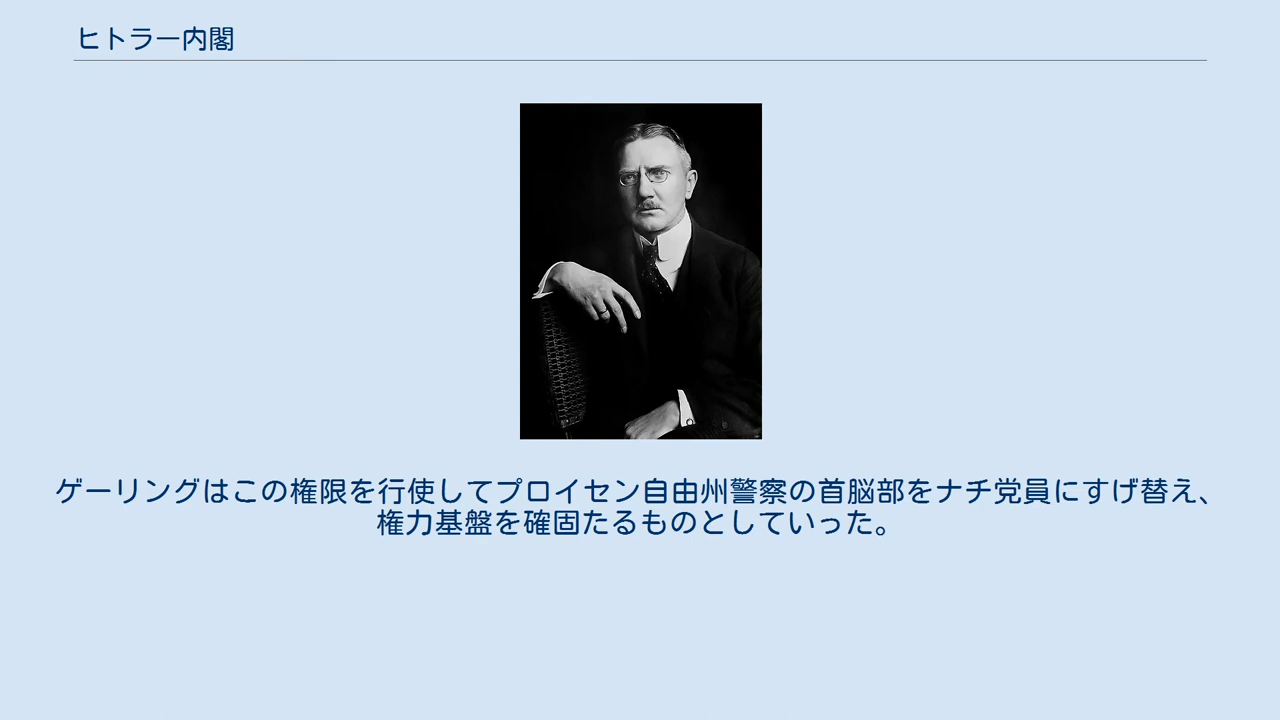 ヒトラー内閣
ゲーリングはこの権限を行使してプロイセン自由州警察の首脳部をナチ党員にすげ替え、
権力基盤を確固たるものとしていった。